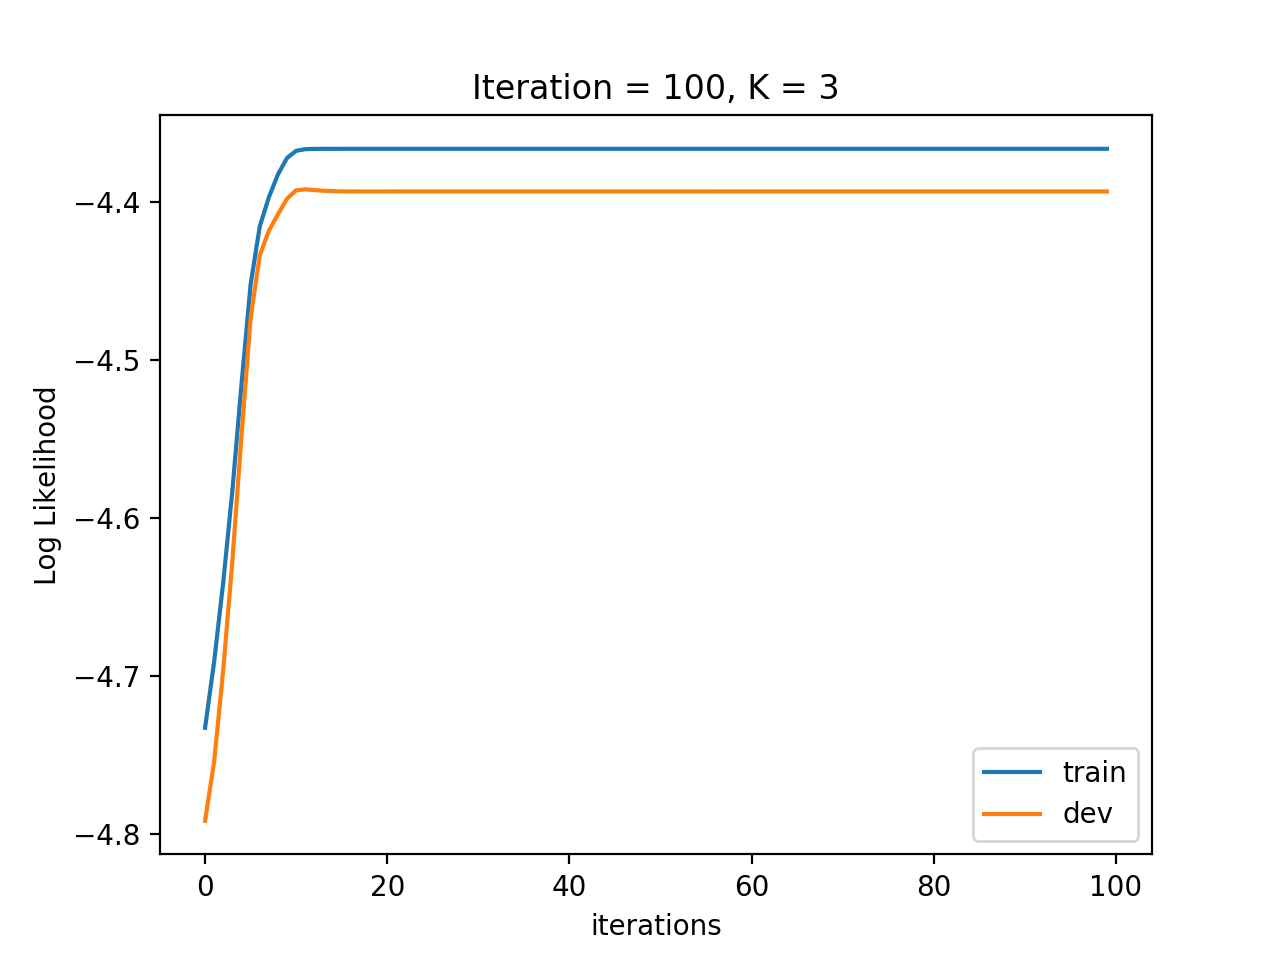 Iteration = 100, K = 3
Log Likelihood
−4.4
−4.5
−4.6
−4.7
−4.8
0 20 40 60 80 100
iterations
train
dev